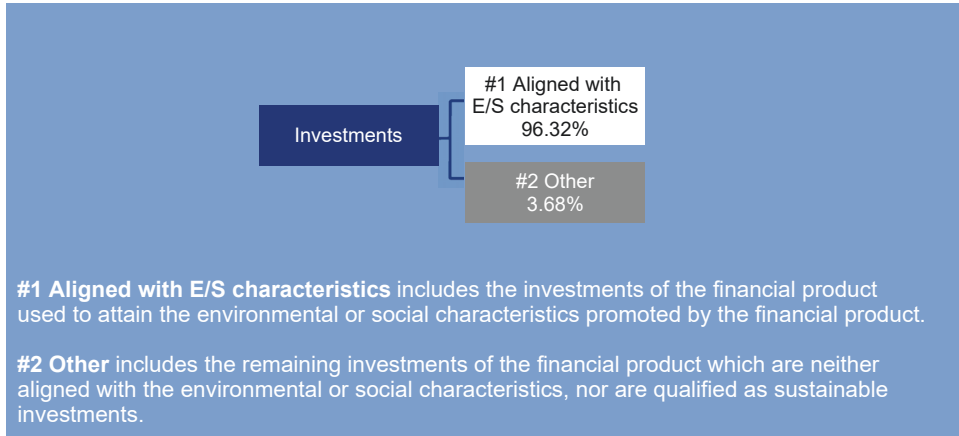 #1 Aligned with
E/S characteristics
96.32%
Investments
#2 Other
3.68%
#1 Aligned with E/S characteristics includes the investments of the financial product
used to attain the environmental or social characteristics promoted by the financial product.
#2 Other includes the remaining investments of the financial product which are neither
aligned with the environmental or social characteristics, nor are qualified as sustainable
investments.